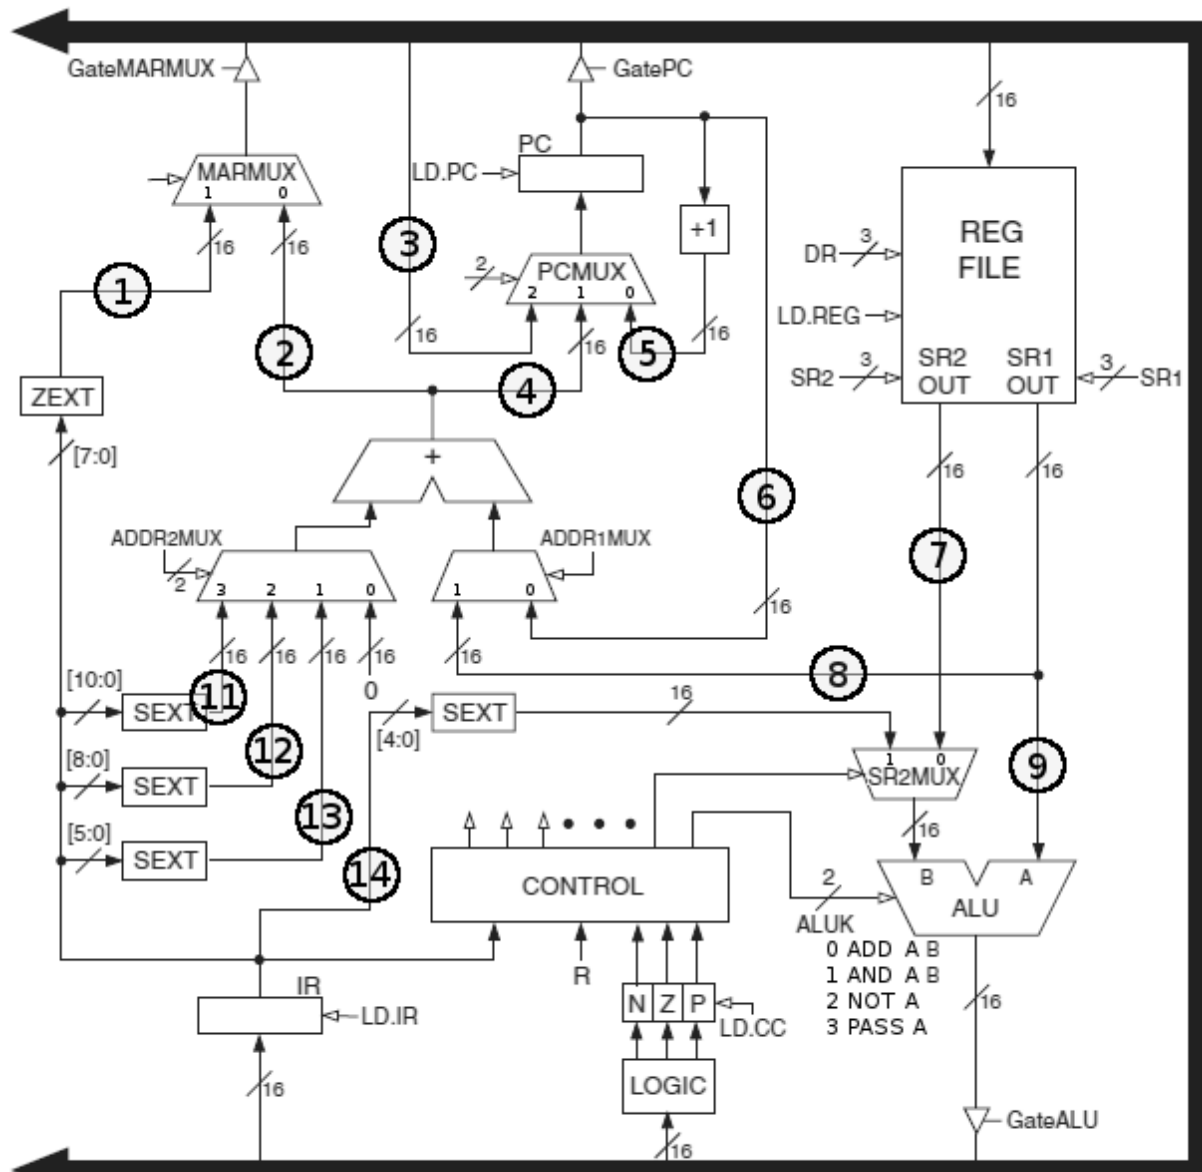 GateMARMUX
GatePC
16
PC
LD.PC
MARMUX
1 0
16 16
3
+1
2
PCMUX
2 1 0
16 16 16
REG
FILE
DR 3
LD.REG
SR2 3
SR2
OUT
SR1
OUT
3 SR1
1
2
4
5
ZEXT
[7:0]
+
16 16
6
7
ADDR2MUX
2
3 2 1 0
ADDR1MUX
1 0
16
16 16 16 16
16
8
0
[10:0]
SEXT
11
[8:0]
SEXT
12
[5:0]
SEXT
13
14
[4:0]
SEXT
16
1 0
SR2MUX
9
16
CONTROL
B A
ALU
2
ALUK
0 ADD A B
1 AND A B
2 NOT A
3 PASS A
R
IR
LD.IR
N Z P
LD.CC
LOGIC
16
16
16
GateALU